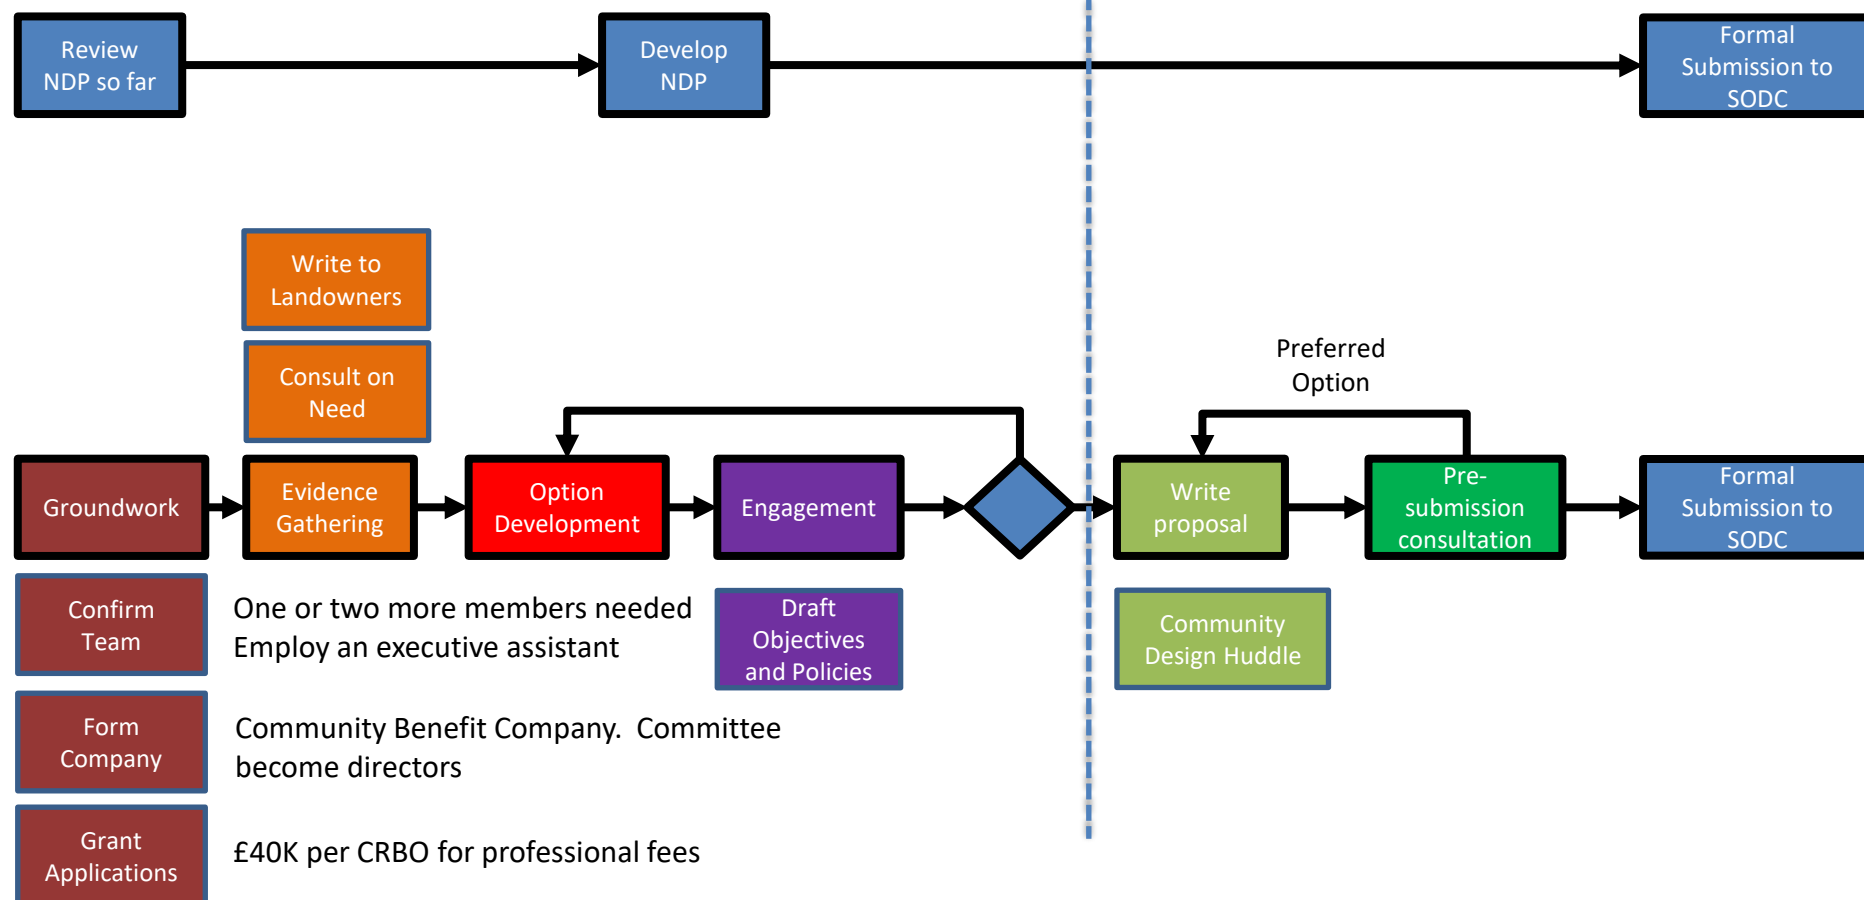 Review
NDP so far
Develop
NDP
Formal
Submission to
SODC
Write to
Landowners
Consult on
Need
Preferred
Option
Groundwork
Evidence
Gathering
Option
Development
Engagement
Write
proposal
Pre-
submission
consultation
Formal
Submission to
SODC
Confirm
Team
One or two more members needed
Employ an executive assistant
Draft
Objectives
and Policies
Community
Design Huddle
Form
Company
Community Benefit Company.  Committee
become directors
Grant
Applications
£40K per CRBO for professional fees